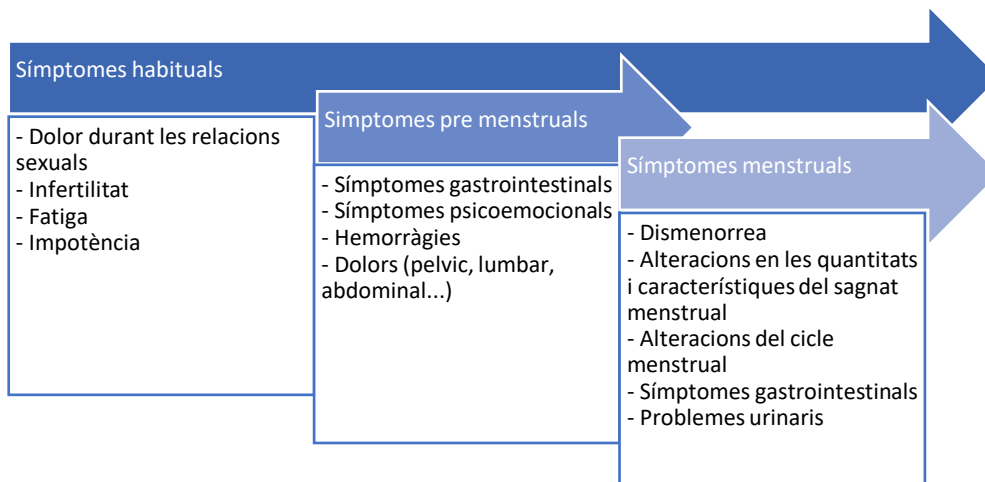 Símptomes habituals
- Dolor durant les relacions
sexuals
- Infertilitat
- Fatiga
- Impotència
Simptomes pre menstruals
- Símptomes gastrointestinals
- Símptomes psicoemocionals
- Hemorràgies
- Dolors (pelvic, lumbar,
abdominal...)
Símptomes menstruals
- Dismenorrea
- Alteracions en les quantitats
i característiques del sagnat
menstrual
- Alteracions del cicle
menstrual
- Símptomes gastrointestinals
- Problemes urinaris